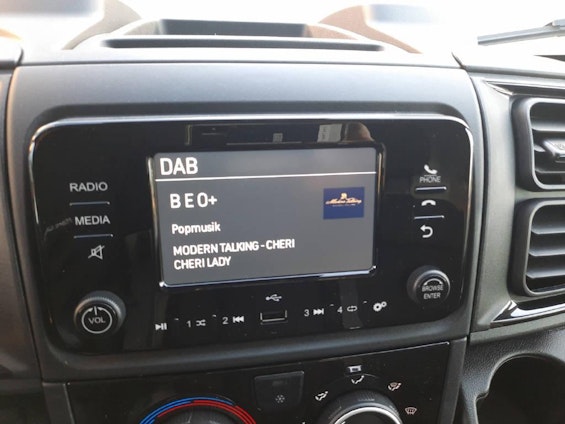 DAB
BEO+
Popmusik
MODERN TALKING - CHERI
CHERI LADY
RADIO
MEDIA
VOL
PHONE
BROWSE
ENTER
1
2
3
4